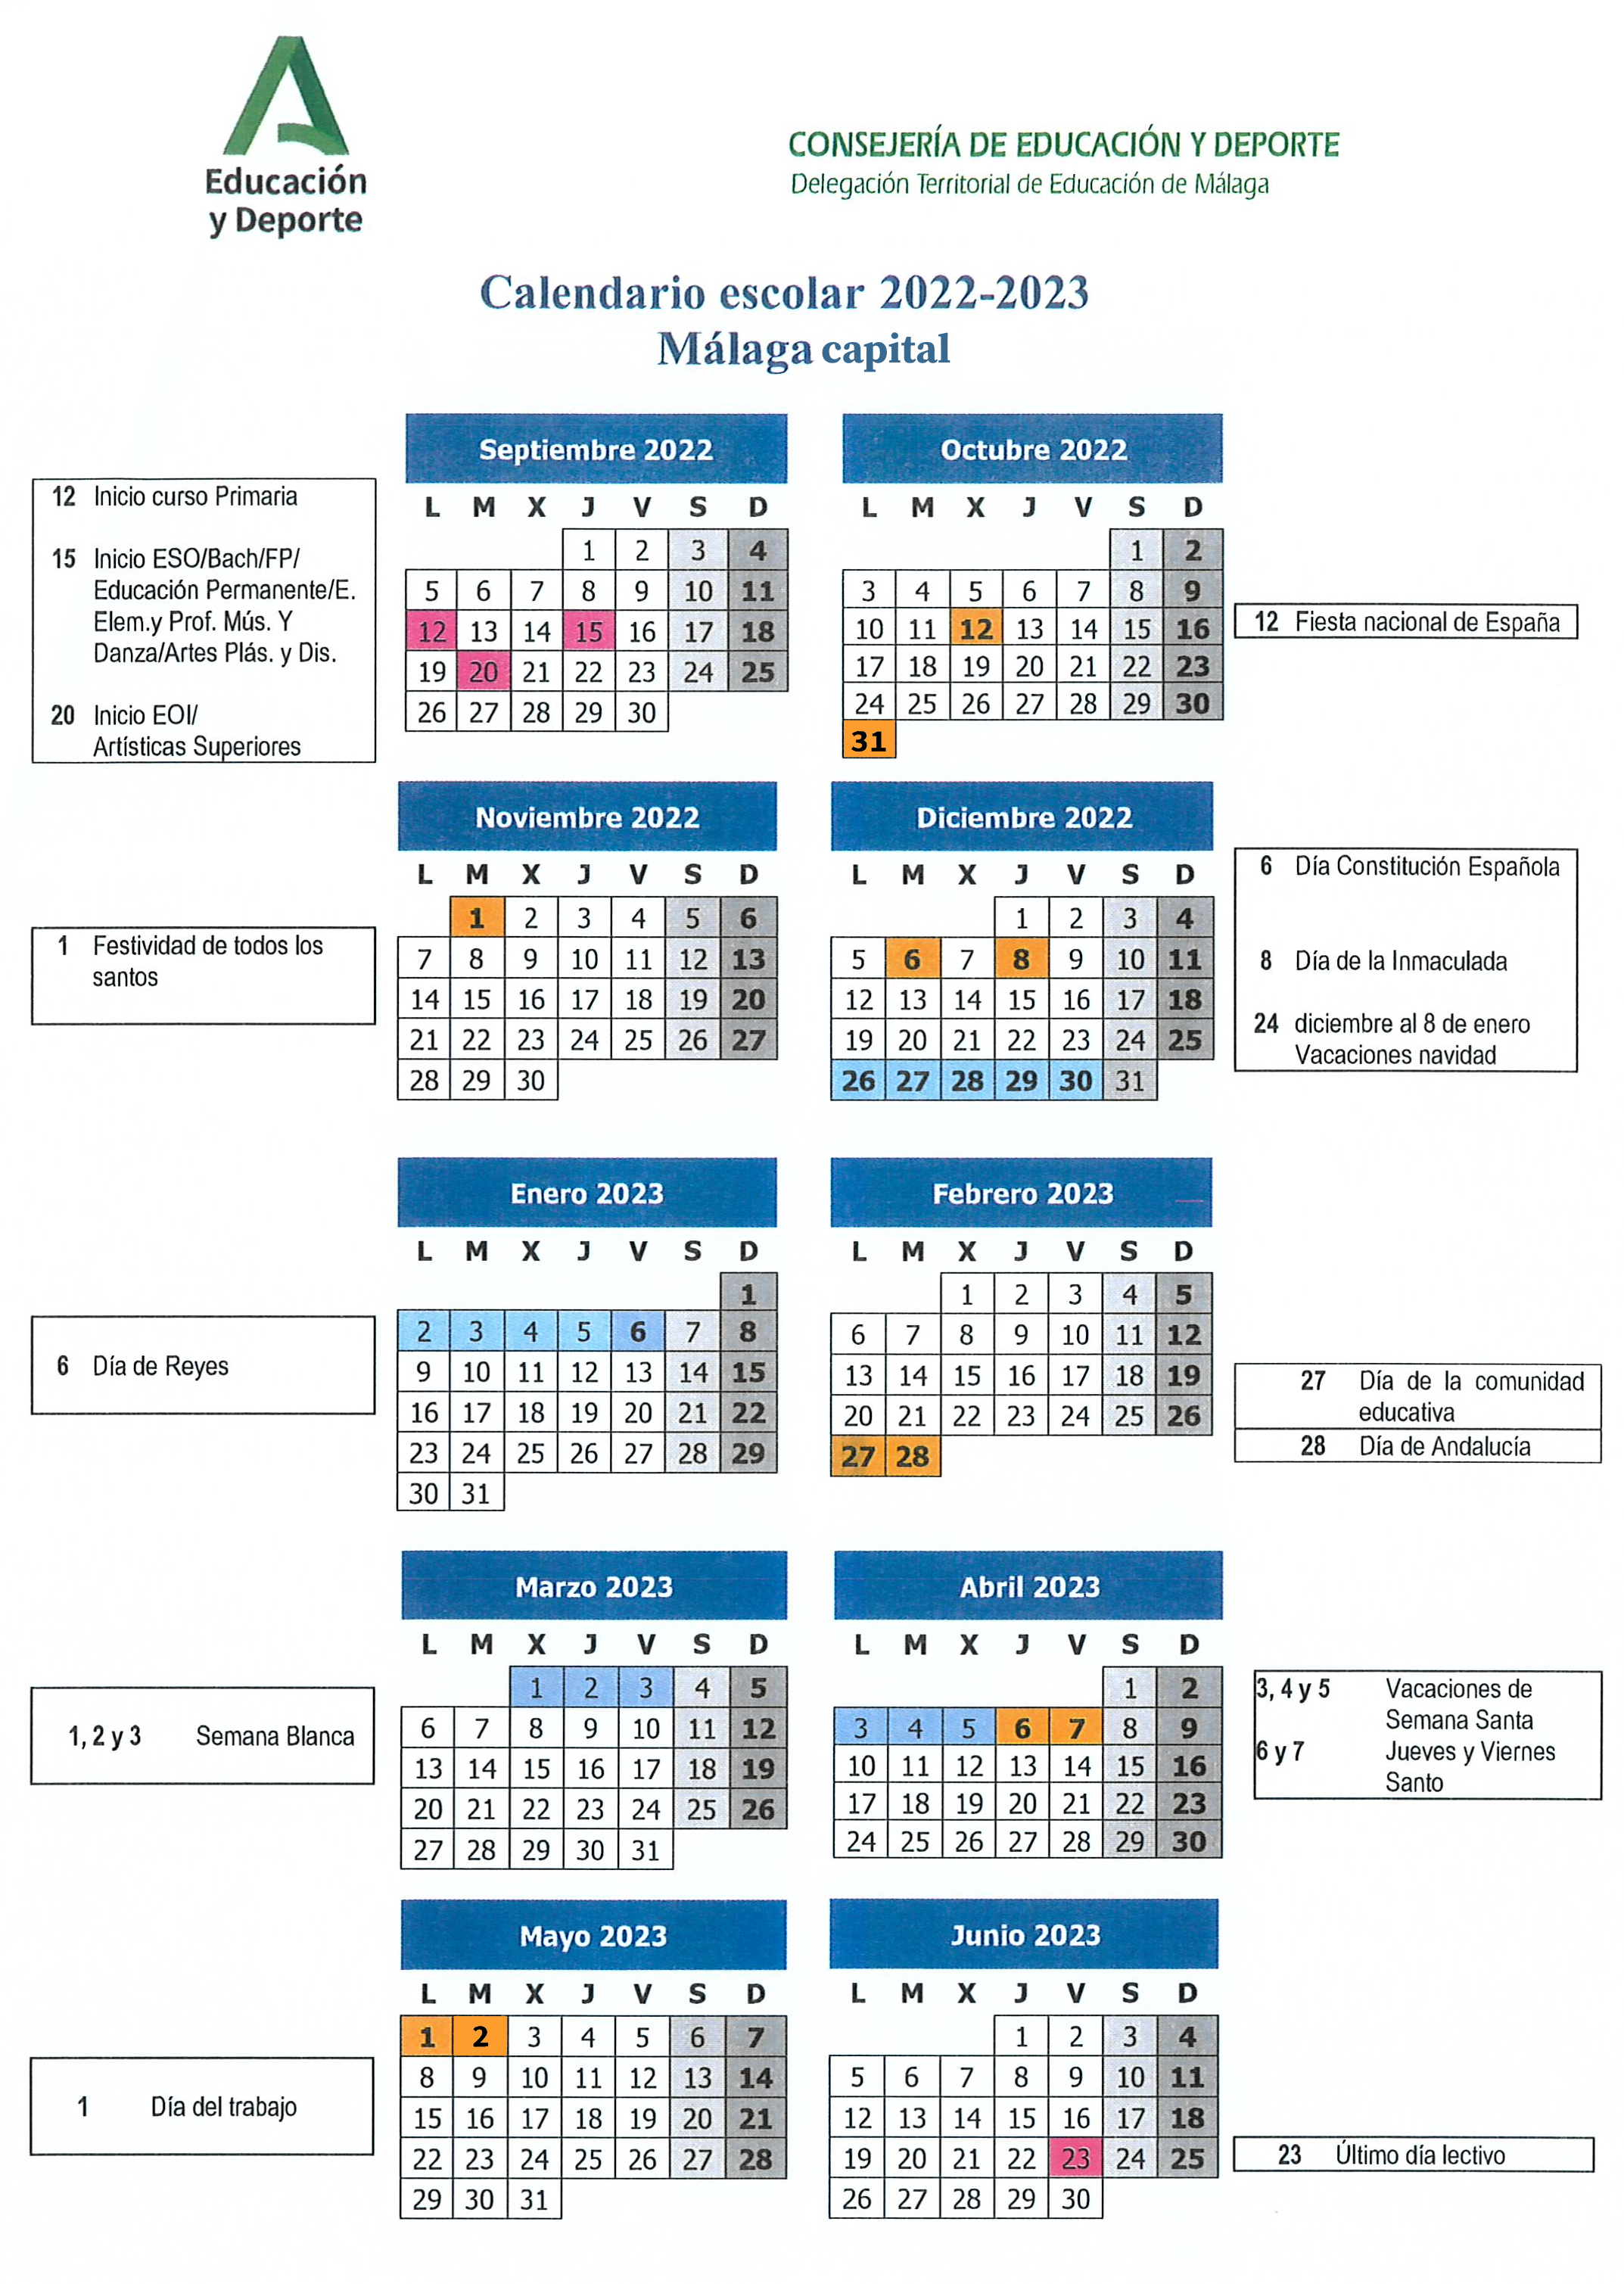 Educación
y Deporte
CONSEJERÍA DE EDUCACIÓN Y DEPORTE
Delegación Territorial de Educación de Málaga
Calendario escolar 2022-2023
Málaga capital
12 Inicio curso Primaria
15 Inicio ESO/Bach/FP/
Educación Permanente/E.
Elem.y Prof. Mús. Y
Danza/Artes Plás. y Dis.
20 Inicio EOI/
Artísticas Superiores
Septiembre 2022
L M X J V S D
1 2 3 4
5 6 7 8 9 10 11
12 13 14 15 16 17 18
19 20 21 22 23 24 25
26 27 28 29 30
Octubre 2022
L M X J V S D
1 2
3 4 5 6 7 8 9
10 11 12 13 14 15 16
17 18 19 20 21 22 23
24 25 26 27 28 29 30
31
12 Fiesta nacional de España
1 Festividad de todos los
santos
Noviembre 2022
L M X J V S D
1 2 3 4 5 6
7 8 9 10 11 12 13
14 15 16 17 18 19 20
21 22 23 24 25 26 27
28 29 30
Diciembre 2022
L M X J V S D
1 2 3 4
5 6 7 8 9 10 11
12 13 14 15 16 17 18
19 20 21 22 23 24 25
26 27 28 29 30 31
6 Día Constitución Española
8 Día de la Inmaculada
24 diciembre al 8 de enero
Vacaciones navidad
6 Día de Reyes
Enero 2023
L M X J V S D
1
2 3 4 5 6 7 8
9 10 11 12 13 14 15
16 17 18 19 20 21 22
23 24 25 26 27 28 29
30 31
Febrero 2023
L M X J V S D
1 2 3 4 5
6 7 8 9 10 11 12
13 14 15 16 17 18 19
20 21 22 23 24 25 26
27 28
27 Día de la comunidad
educativa
28 Día de Andalucía
1, 2 y 3 Semana Blanca
Marzo 2023
L M X J V S D
1 2 3 4 5
6 7 8 9 10 11 12
13 14 15 16 17 18 19
20 21 22 23 24 25 26
27 28 29 30 31
Abril 2023
L M X J V S D
1 2
3 4 5 6 7 8 9
10 11 12 13 14 15 16
17 18 19 20 21 22 23
24 25 26 27 28 29 30
3, 4 y 5 Vacaciones de
Semana Santa
6 y 7 Jueves y Viernes
Santo
1 Día del trabajo
Mayo 2023
L M X J V S D
1 2 3 4 5 6 7
8 9 10 11 12 13 14
15 16 17 18 19 20 21
22 23 24 25 26 27 28
29 30 31
Junio 2023
L M X J V S D
1 2 3 4
5 6 7 8 9 10 11
12 13 14 15 16 17 18
19 20 21 22 23 24 25
26 27 28 29 30
23 Último día lectivo